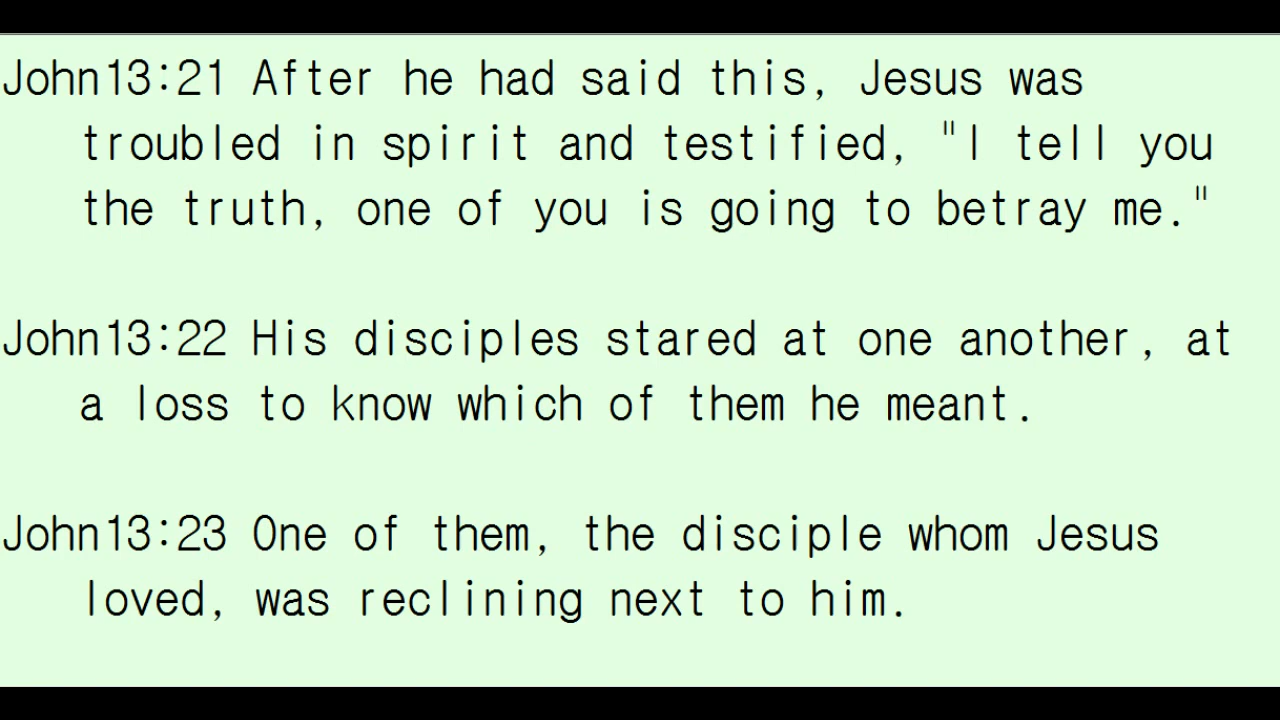 John13:21 After he had said this, Jesus was
troubled in spirit and testified, "I tell you
the truth, one of you is going to betray me."
John13:22 His disciples stared at one another, at
a loss to know which of them he meant.
John13:23 One of them, the disciple whom Jesus
loved, was reclining next to him.